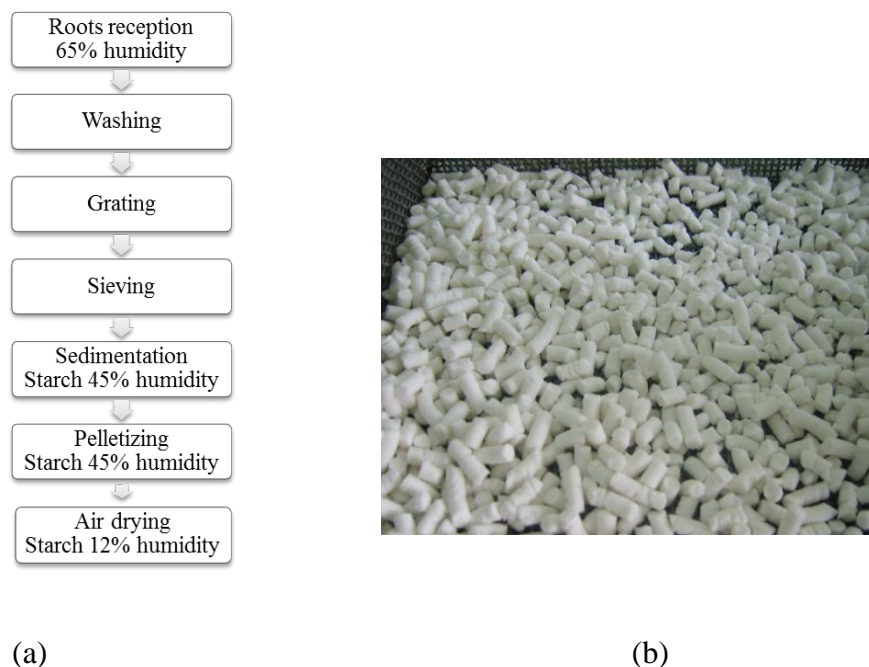 Roots reception
65% humidity
Washing
Grating
Sieving
Sedimentation
Starch 45% humidity
Pelletizing
Starch 45% humidity
Air drying
Starch 12% humidity
(a)
(b)